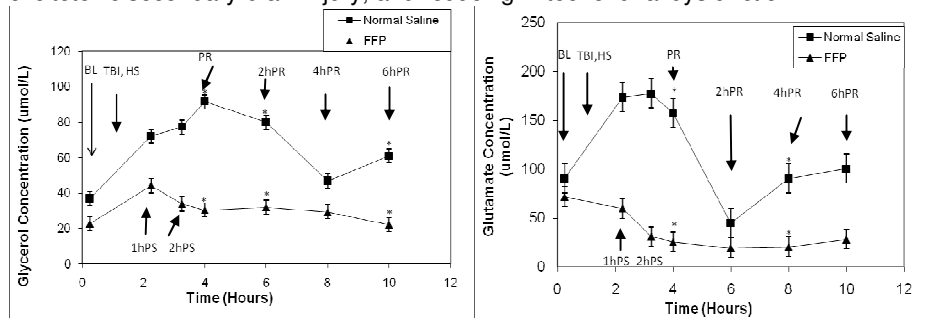 Normal Saline
FFP
120
100
80
60
40
20
0
0 2 4 6 8 10 12
BL
TBI, HS
PR
2hPR
4hPR
6hPR
*
*
*
*
*
*
1hPS
2hPS
Glycerol Concentration (umol/L)
Time (Hours)
Normal Saline
FFP
250
200
150
100
50
0
0 2 4 6 8 10 12
BL
TBI, HS
PR
2hPR
4hPR
6hPR
*
*
*
*
1hPS 2hPS
Glutamate Concentration
(umol/L)
Time (Hours)